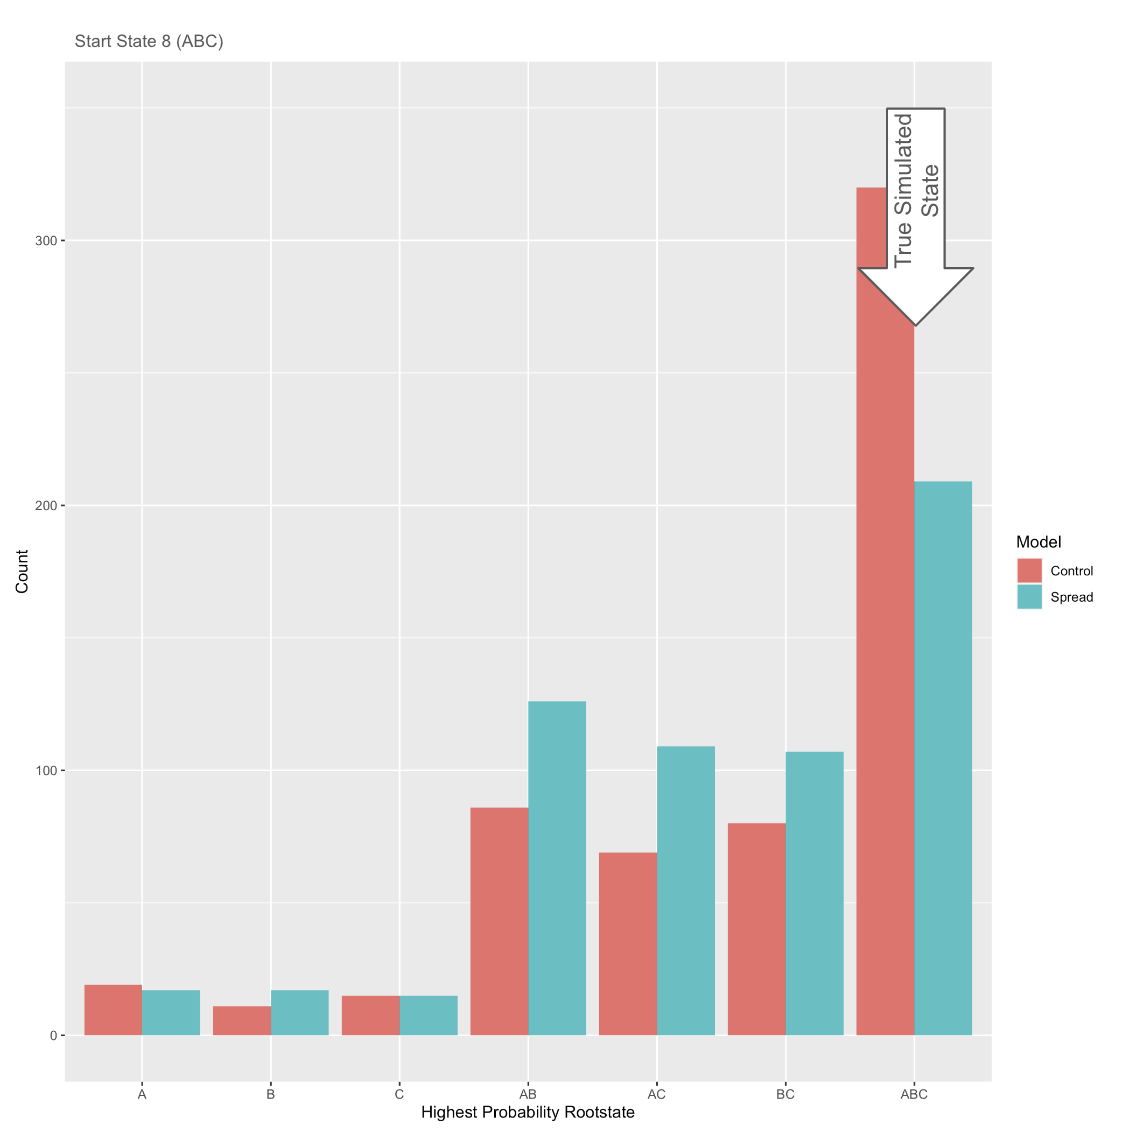 Start State 8 (ABC)
True Simulated
State
300
200
100
0
Count
A
B
C
AB
AC
BC
ABC
Highest Probability Rootstate
Model
Control
Spread